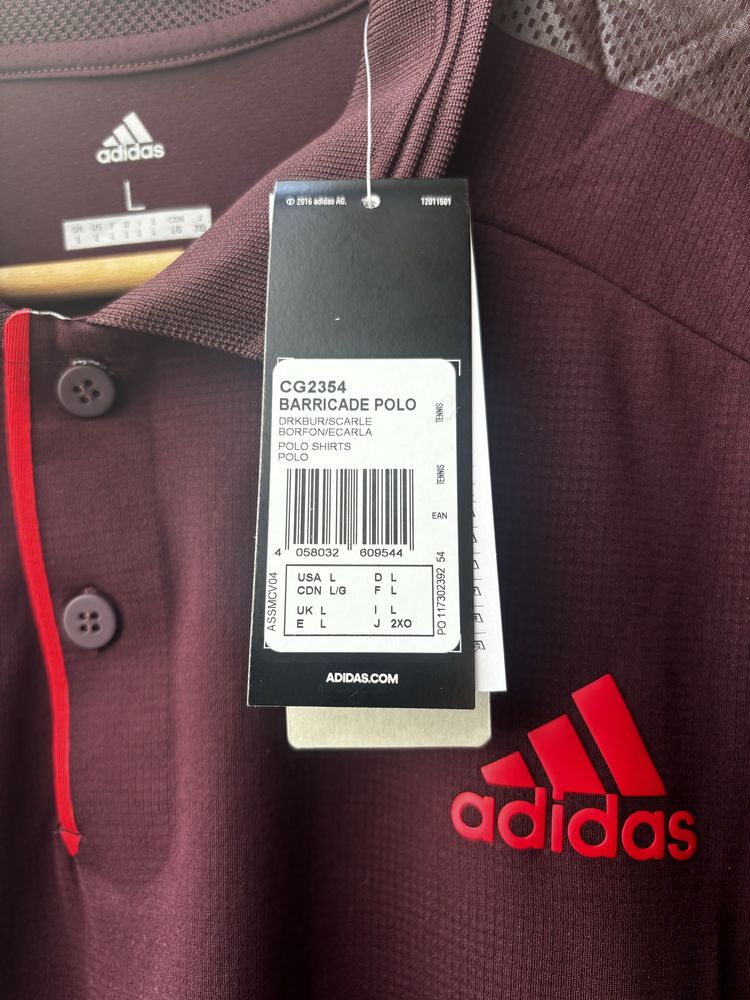 adidas
L
© 2016 adidas AG. 12011501
CG2354
BARRICADE POLO
DRKBUR/SCARLE
BORFON/ECARLA
POLO SHIRTS
POLO
TENNIS
TENNIS
EAN
4 058032 609544
ASSMCV04
PO 117302392 54
USA L D L
CDN L/G F L
UK L I L
E L J 2XO
ADIDAS.COM
adidas